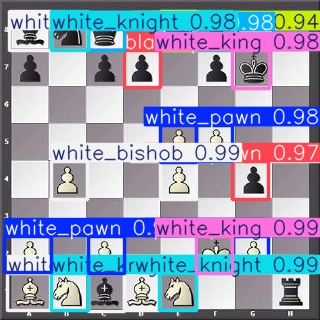 whit white_knight 0.98 .98 0.94
bla white_king 0.98
white_pawn 0.98
white_bishob 0.99 wn 0.97
white_pawn 0. white_king 0.99
whit white_kr white_knight 0.99